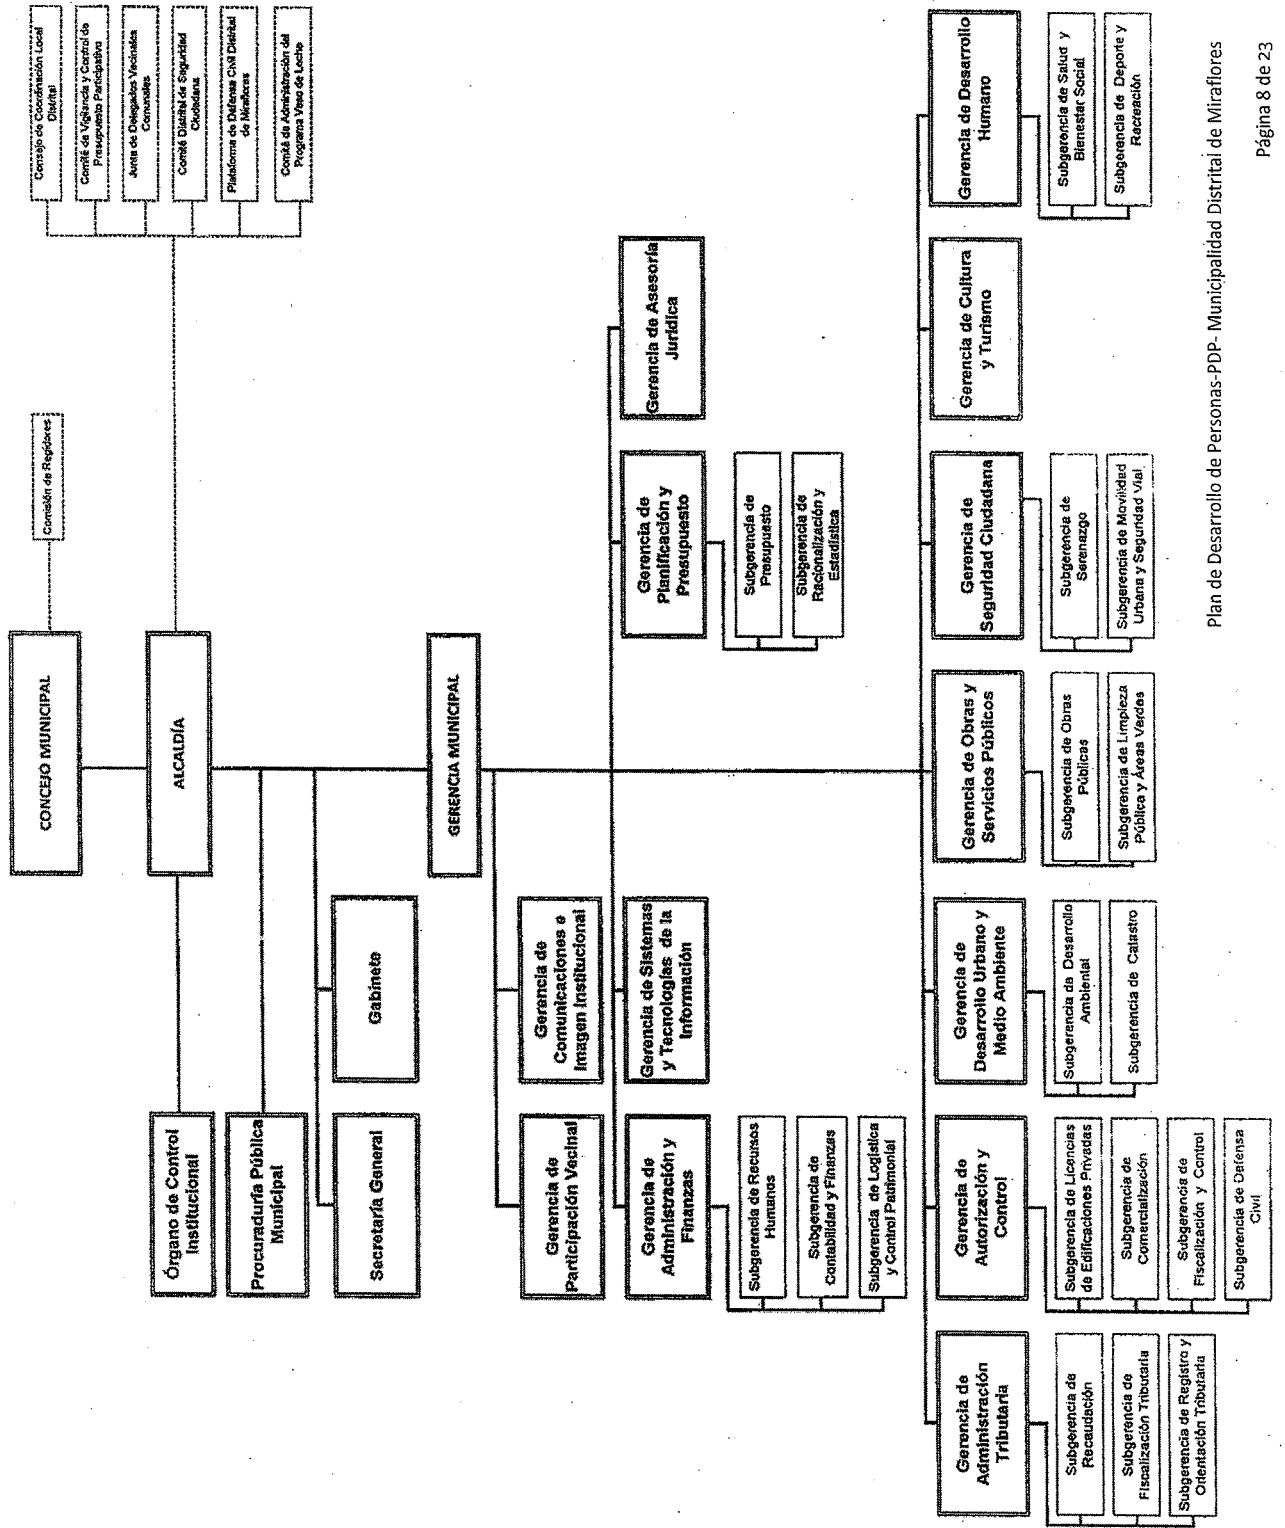 CONCEJO MUNICIPAL
Comisión de Regidores
ALCALDÍA
Consejo de Coordinación Local
Distrital
Comité de Vigilancia y Control de
Presupuesto Participativo
Junta de Delegados Vecinales
Comunales
Comité Distrital de Seguridad
Ciudadana
Plataforma de Defensa Civil Distrital
de Miraflores
Comité de Administración del
Programa Vaso de Leche
Órgano de Control
Institucional
Procuraduría Pública
Municipal
Secretaría General
Gabinete
GERENCIA MUNICIPAL
Gerencia de
Participación Vecinal
Gerencia de
Comunicaciones e
Imagen Institucional
Gerencia de
Administración y
Finanzas
Subgerencia de Recursos
Humanos
Subgerencia de
Contabilidad y Finanzas
Subgerencia de Logística
y Control Patrimonial
Gerencia de Sistemas
y Tecnologías de la
Información
Gerencia de
Planificación y
Presupuesto
Subgerencia de
Presupuesto
Subgerencia de
Racionalización y
Estadística
Gerencia de Asesoría
Jurídica
Gerencia de
Administración
Tributaria
Subgerencia de
Recaudación
Subgerencia de
Fiscalización Tributaria
Subgerencia de Registro y
Orientación Tributaria
Gerencia de
Autorización y
Control
Subgerencia de Licencias
de Edificaciones Privadas
Subgerencia de
Comercialización
Subgerencia de
Fiscalización y Control
Subgerencia de Defensa
Civil
Gerencia de
Desarrollo Urbano y
Medio Ambiente
Subgerencia de Desarrollo
Ambiental
Subgerencia de Catastro
Gerencia de Obras y
Servicios Públicos
Subgerencia de Obras
Públicas
Subgerencia de Limpieza
Pública y Áreas Verdes
Gerencia de
Seguridad Ciudadana
Subgerencia de
Serenazgo
Subgerencia de Movilidad
Urbana y Seguridad Vial
Gerencia de Cultura
y Turismo
Gerencia de Desarrollo
Humano
Subgerencia de Salud y
Bienestar Social
Subgerencia de Deporte y
Recreación
Plan de Desarrollo de Personas-PDP- Municipalidad Distrital de Miraflores
Página 8 de 23